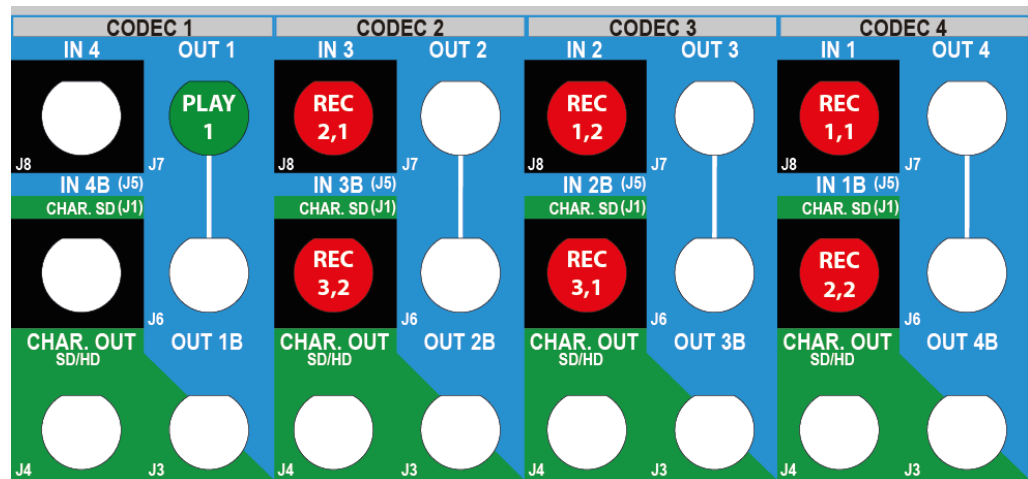 CODEC 1 CODEC 2 CODEC 3 CODEC 4
IN 4 OUT 1 IN 3 OUT 2 IN 2 OUT 3 IN 1 OUT 4
PLAY
1
REC
2,1
REC
1,2
REC
1,1
J8 J7 J8 J7 J8 J7 J8 J7
IN 4B (J5) IN 3B (J5) IN 2B (J5) IN 1B (J5)
CHAR. SD (J1) CHAR. SD (J1) CHAR. SD (J1) CHAR. SD (J1)
REC
3,2
REC
3,1
REC
2,2
J6 J6 J6 J6
CHAR. OUT OUT 1B CHAR. OUT OUT 2B CHAR. OUT OUT 3B CHAR. OUT OUT 4B
SD/HD SD/HD SD/HD SD/HD
J4 J3 J4 J3 J4 J3 J4 J3